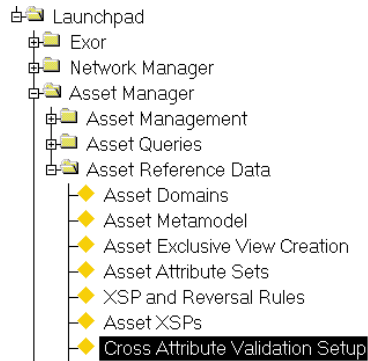 Launchpad
Exor
Network Manager
Asset Manager
Asset Management
Asset Queries
Asset Reference Data
Asset Domains
Asset Metamodel
Asset Exclusive View Creation
Asset Attribute Sets
XSP and Reversal Rules
Asset XSPs
Cross Attribute Validation Setup